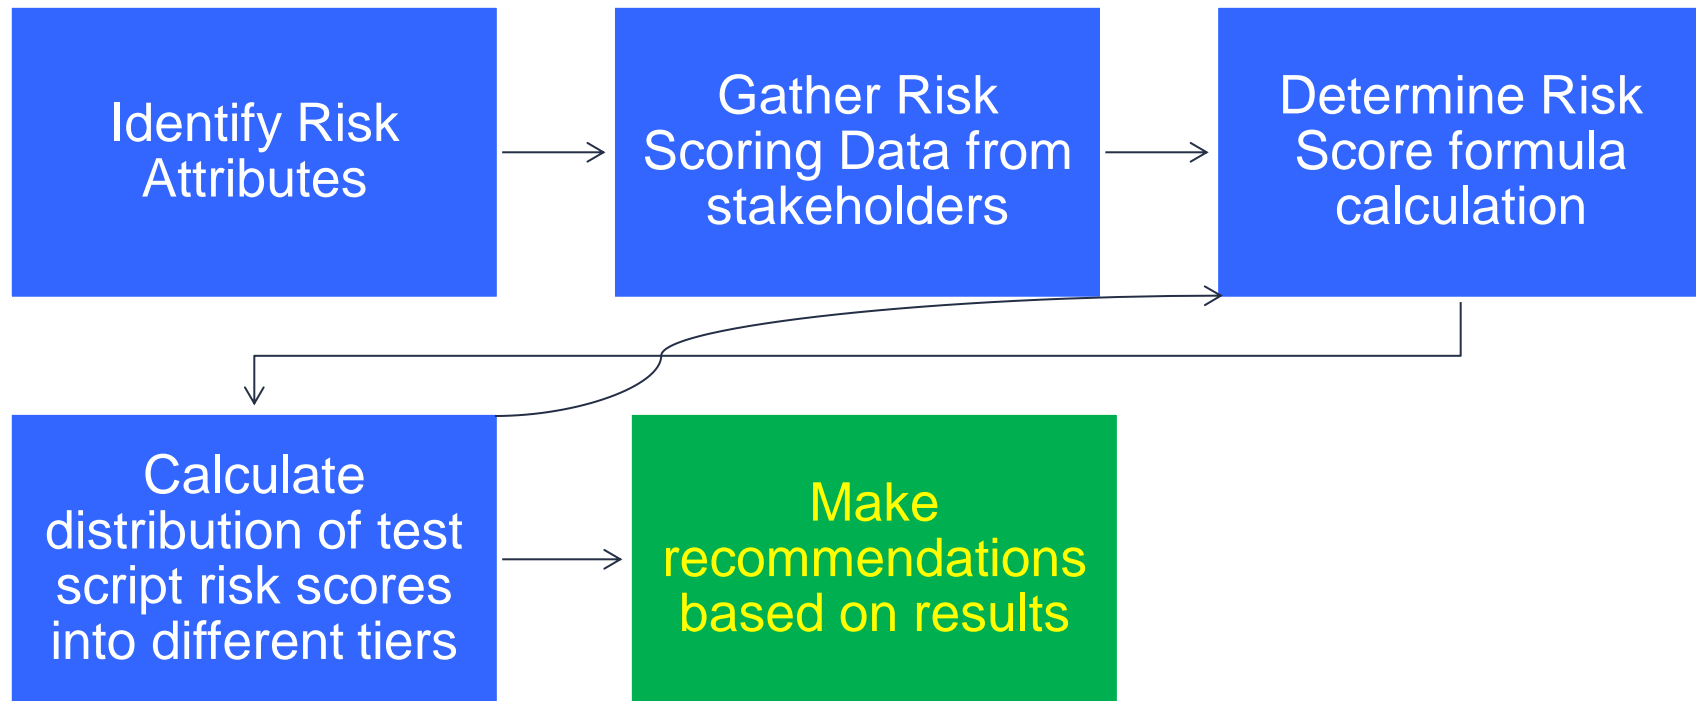 Identify Risk
Attributes
Gather Risk
Scoring Data from
stakeholders
Determine Risk
Score formula
calculation
Calculate
distribution of test
script risk scores
into different tiers
Make
recommendations
based on results